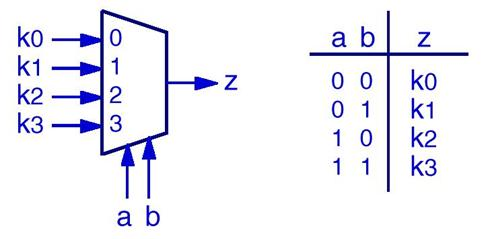 k0 0
k1 1
k2 2
k3 3
z
a b
a b z
0 0 k0
0 1 k1
1 0 k2
1 1 k3